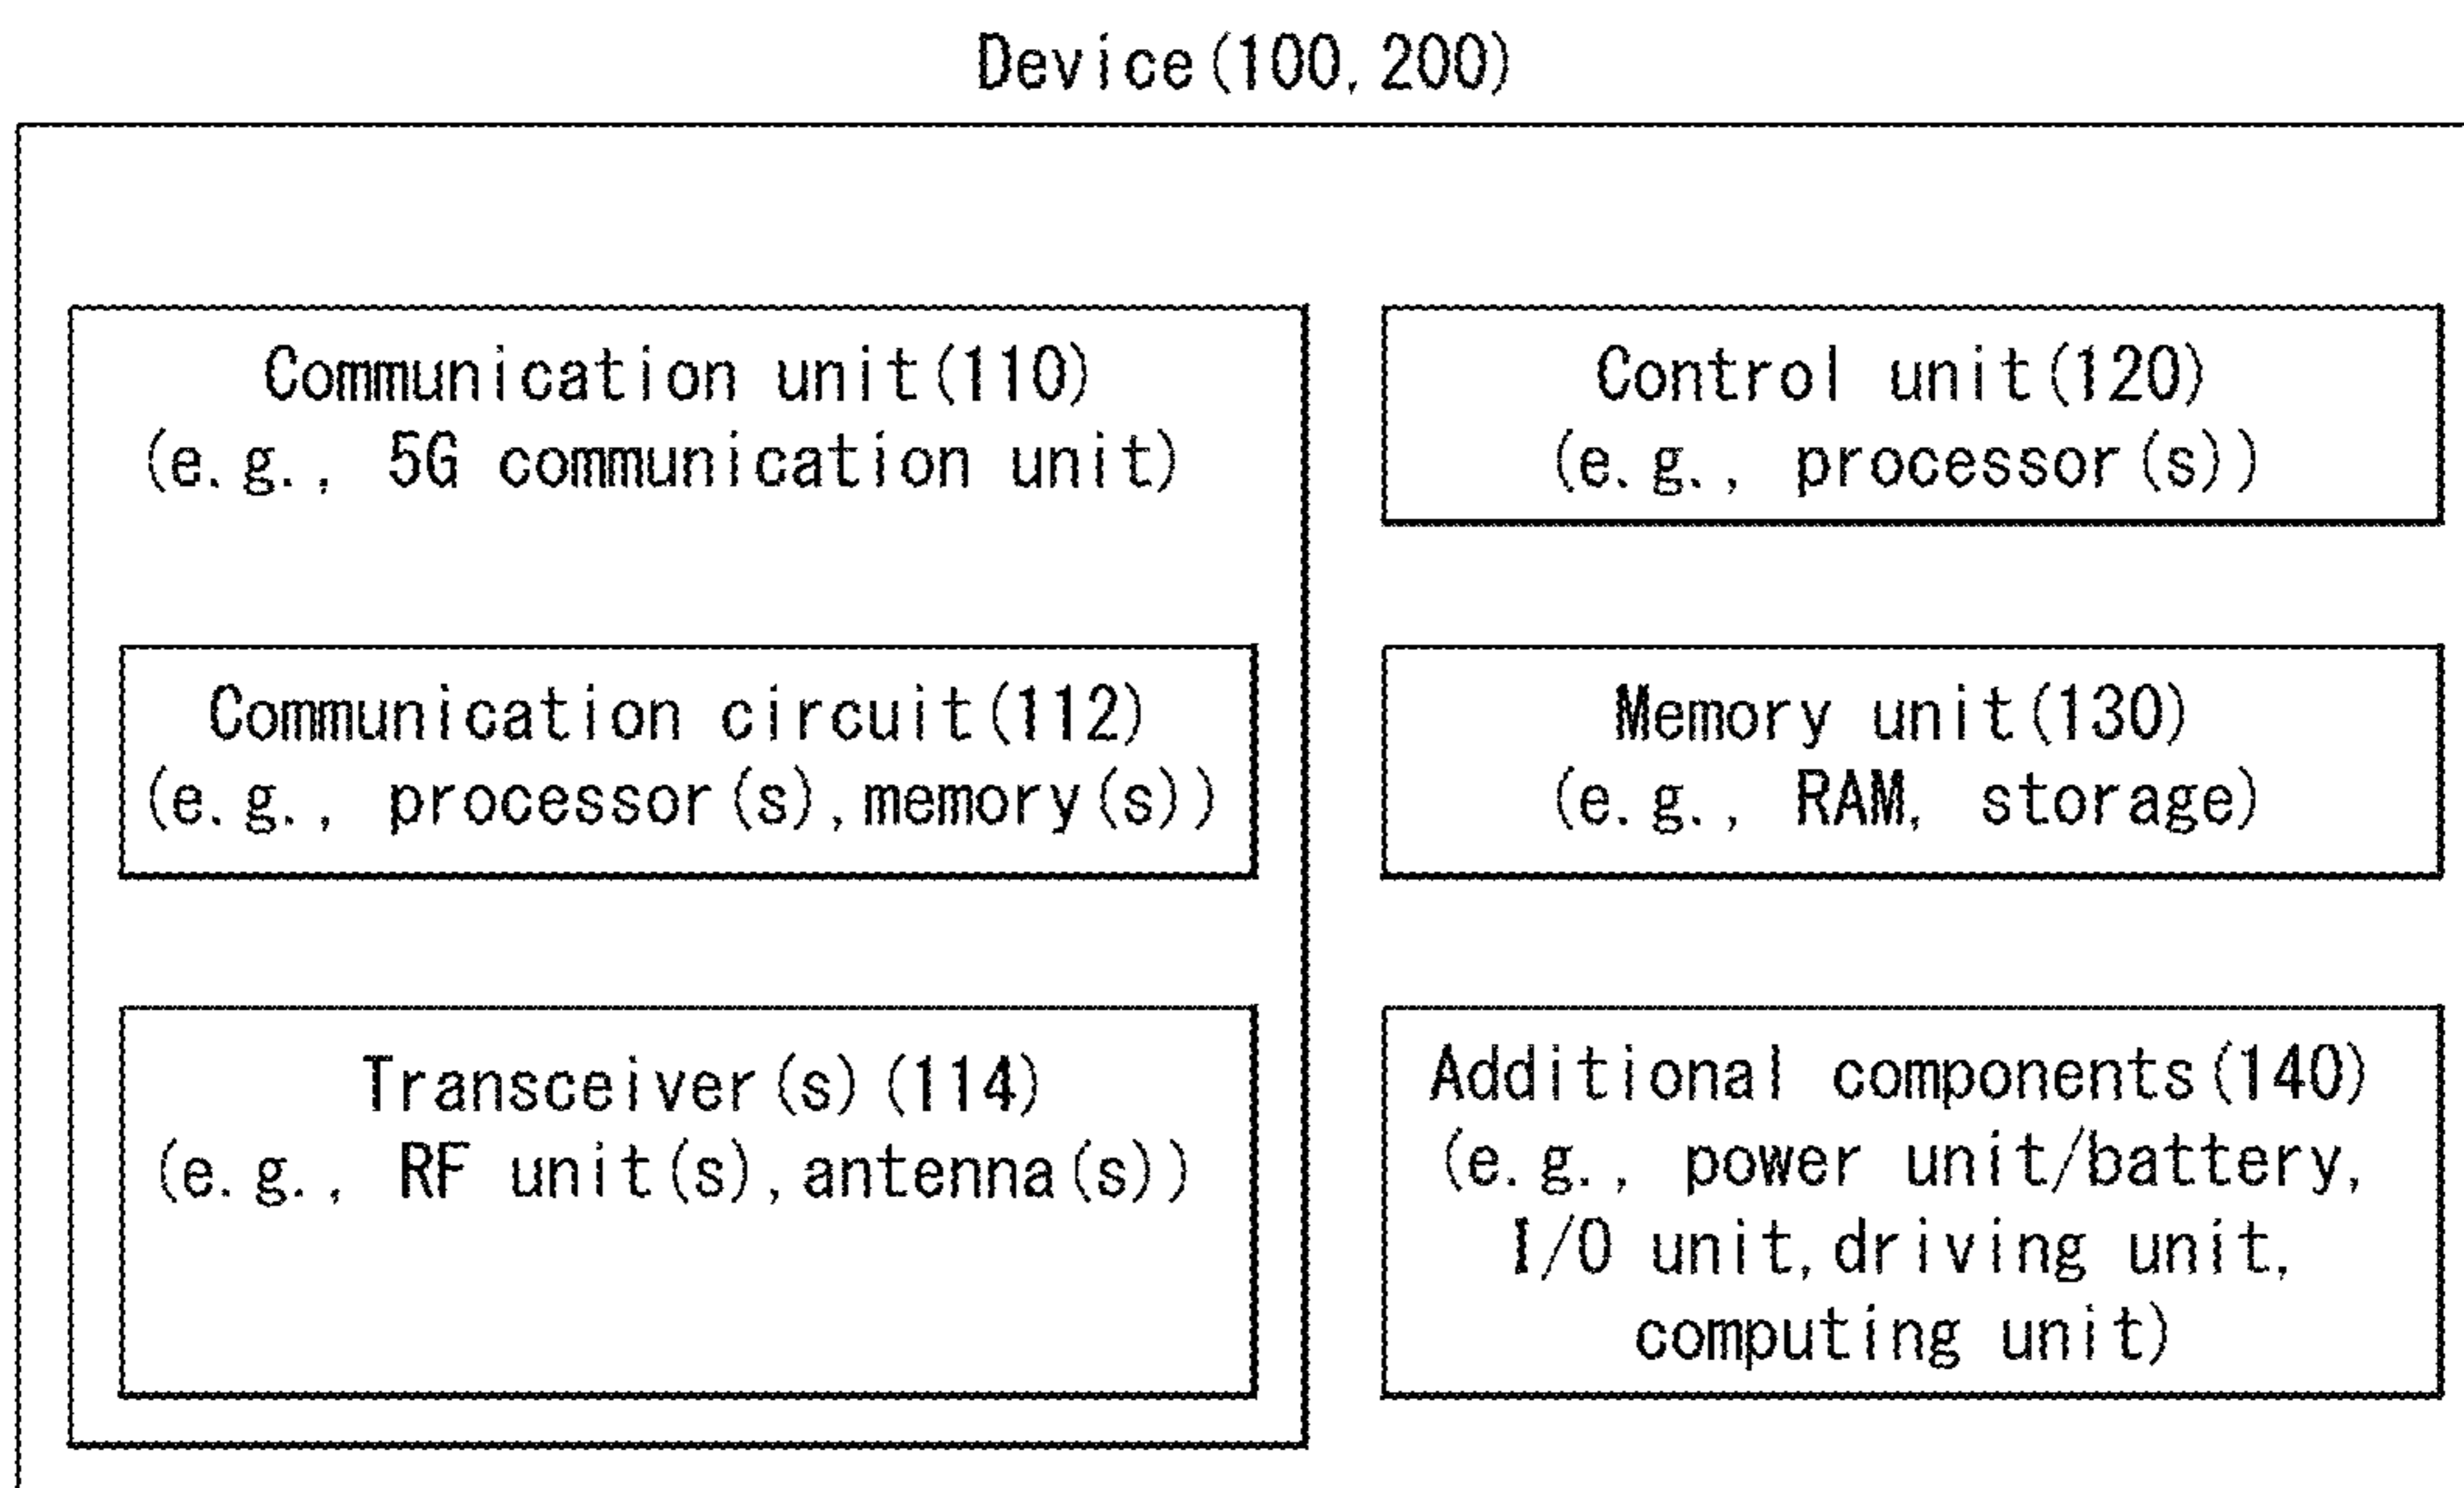 Device(100,200)
Communication unit(110)
(e.g., 5G communication unit)
Communication circuit(112)
(e.g., processor(s),memory(s))
Transceiver(s)(114)
(e.g., RF unit(s),antenna(s))
Control unit(120)
(e.g., processor(s))
Memory unit(130)
(e.g., RAM, storage)
Additional components(140)
(e.g., power unit/battery,
I/O unit,driving unit,
computing unit)